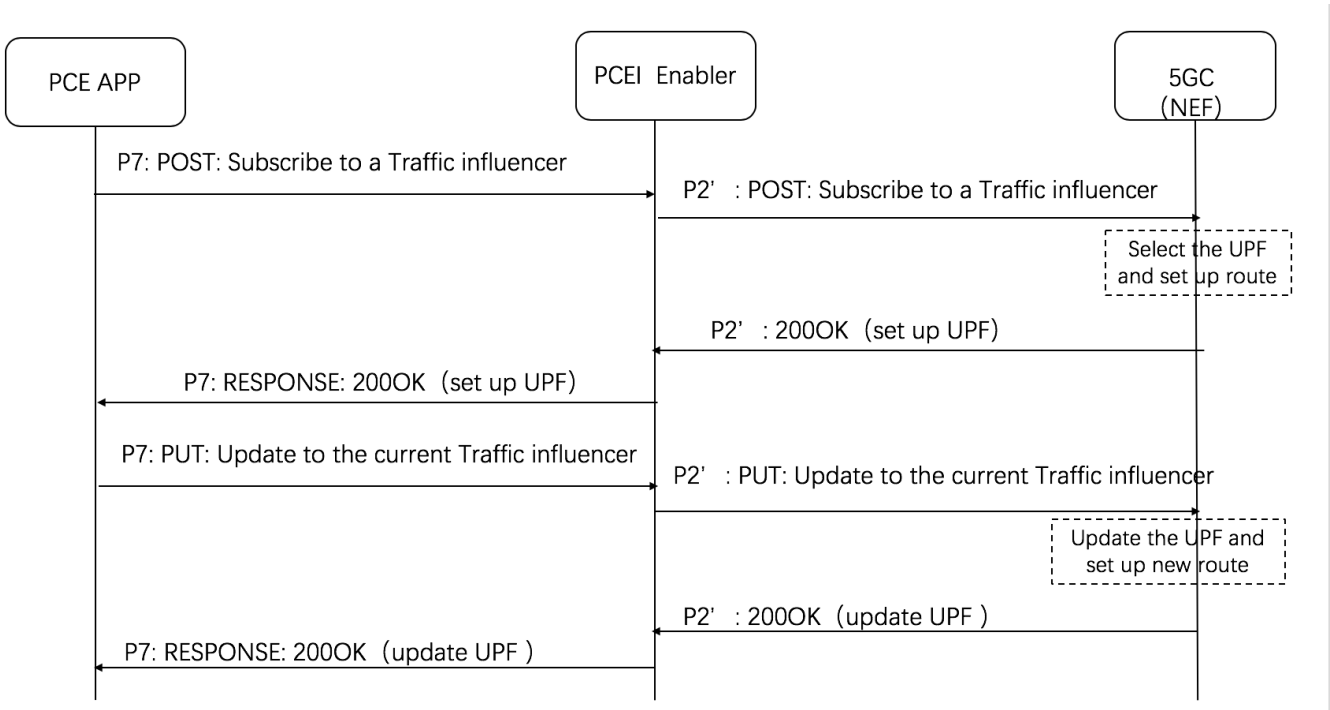 PCE APP
PCEI Enabler
5GC
(NEF)
P7: POST: Subscribe to a Traffic influencer
P2’ : POST: Subscribe to a Traffic influencer
Select the UPF
and set up route
P2’ : 200OK（set up UPF)
P7: RESPONSE: 200OK（set up UPF)
P7: PUT: Update to the current Traffic influencer
P2’ : PUT: Update to the current Traffic influencer
Update the UPF and
set up new route
P2’ : 200OK（update UPF )
P7: RESPONSE: 200OK（update UPF )